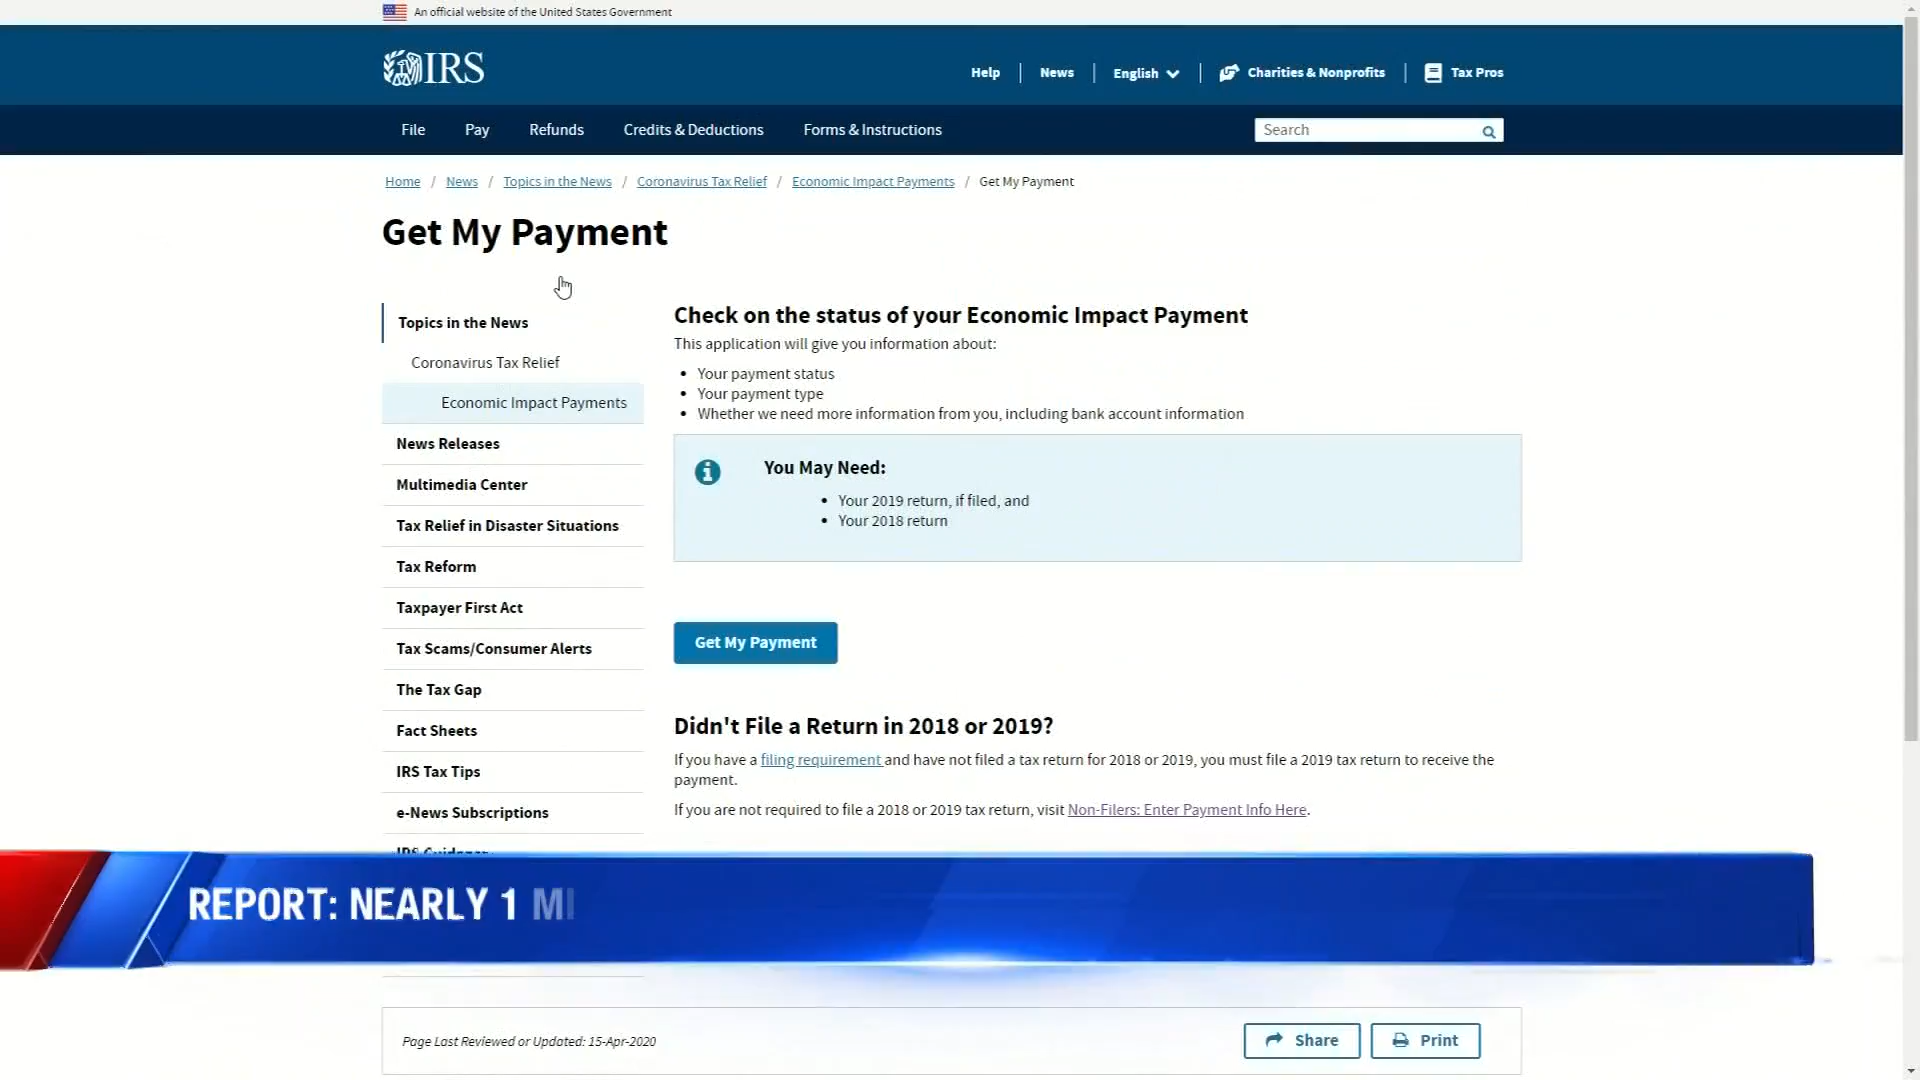 An official website of the United States Government
IRS
Help
News
English
Charities & Nonprofits
Tax Pros
File
Pay
Refunds
Credits & Deductions
Forms & Instructions
Search
Home / News / Topics in the News / Coronavirus Tax Relief / Economic Impact Payments / Get My Payment
Get My Payment
Topics in the News
Coronavirus Tax Relief
Economic Impact Payments
News Releases
Multimedia Center
Tax Relief in Disaster Situations
Tax Reform
Taxpayer First Act
Tax Scams/Consumer Alerts
The Tax Gap
Fact Sheets
IRS Tax Tips
e-News Subscriptions
IRS Guidance
Check on the status of your Economic Impact Payment
This application will give you information about:
• Your payment status
• Your payment type
• Whether we need more information from you, including bank account information
You May Need:
• Your 2019 return, if filed, and
• Your 2018 return
Get My Payment
Didn't File a Return in 2018 or 2019?
If you have a filing requirement and have not filed a tax return for 2018 or 2019, you must file a 2019 tax return to receive the
payment.
If you are not required to file a 2018 or 2019 tax return, visit Non-Filers: Enter Payment Info Here.
REPORT: NEARLY 1 MI
Page Last Reviewed or Updated: 15-Apr-2020
Share
Print